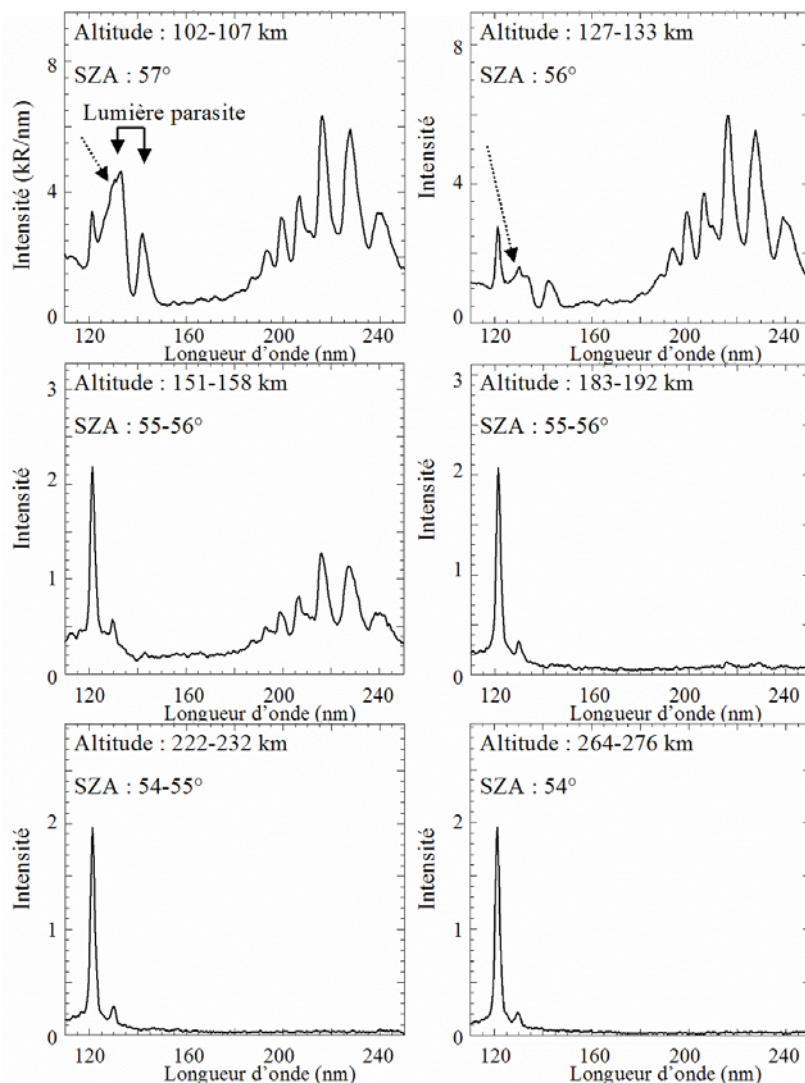 Altitude : 102-107 km
SZA : 57°
Lumière parasite
Intensité (kR/nm)
8
4
0
120 160 200 240
Longueur d'onde (nm)
Altitude : 127-133 km
SZA : 56°
Intensité
8
4
0
120 160 200 240
Longueur d'onde (nm)
Altitude : 151-158 km
SZA : 55-56°
Intensité
3
2
1
0
120 160 200 240
Longueur d'onde (nm)
Altitude : 183-192 km
SZA : 55-56°
Intensité
3
2
1
0
120 160 200 240
Longueur d'onde (nm)
Altitude : 222-232 km
SZA : 54-55°
Intensité
2
1
0
120 160 200 240
Longueur d'onde (nm)
Altitude : 264-276 km
SZA : 54°
Intensité
2
1
0
120 160 200 240
Longueur d'onde (nm)